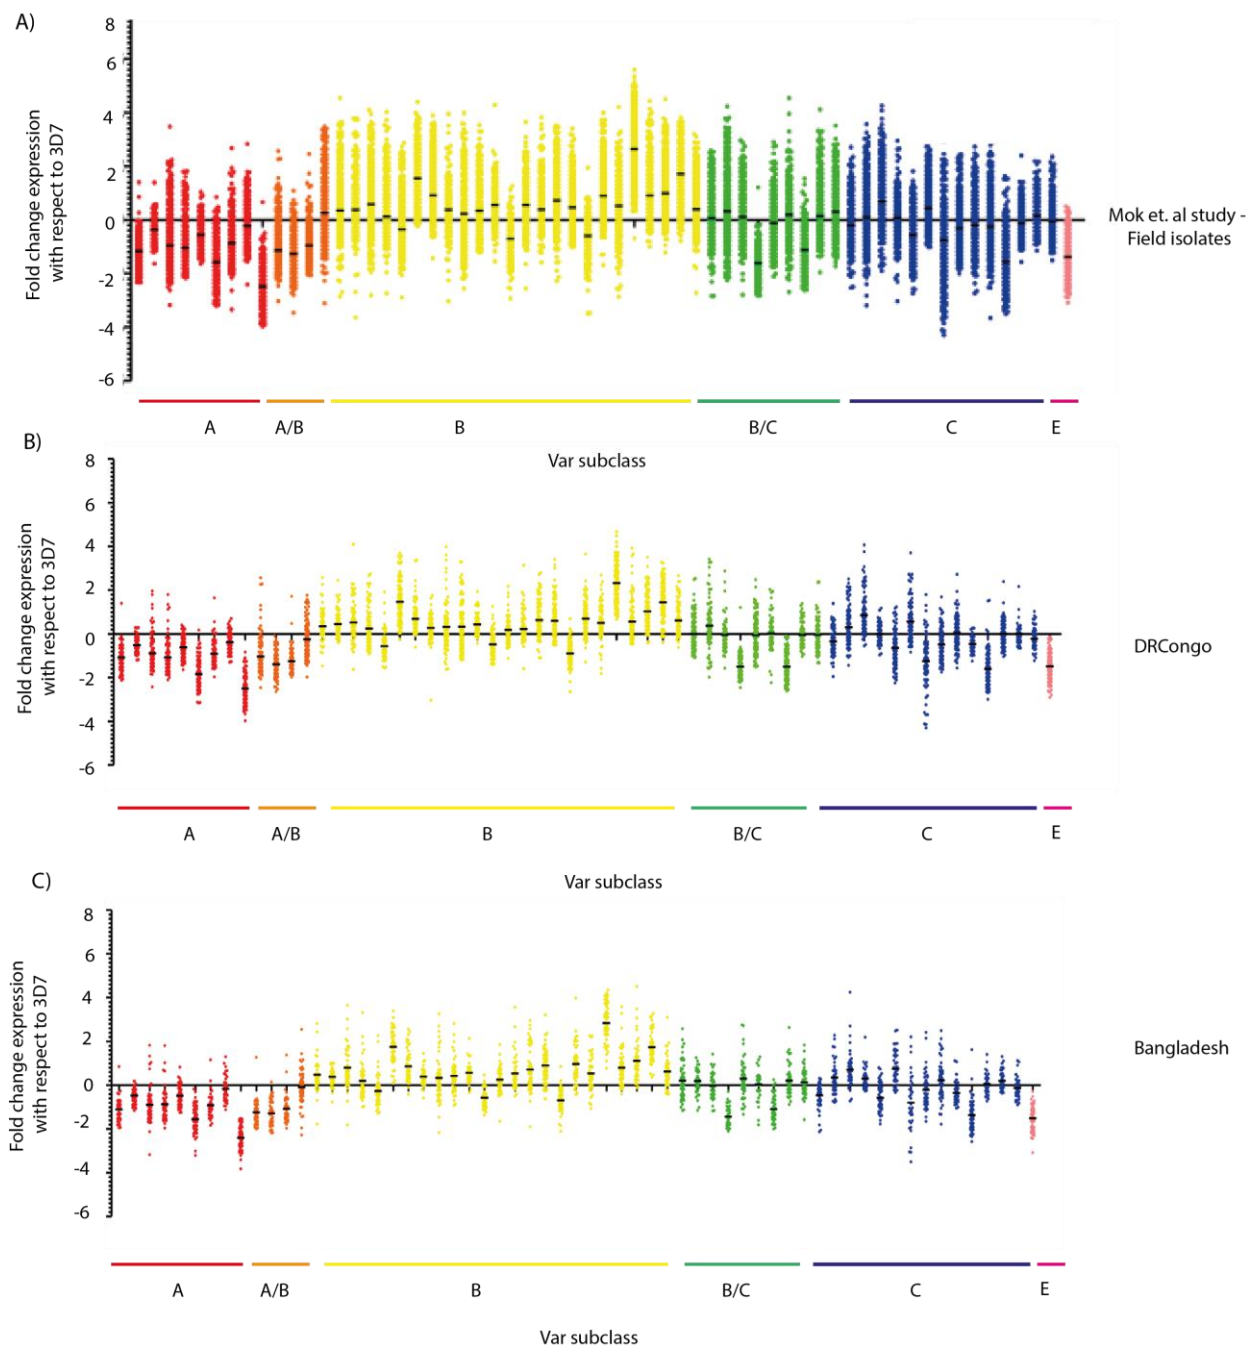 A)
8
6
4
2
0
-2
-4
-6
Fold change expression
with respect to 3D7
Mok et. al study -
Field isolates
A A/B B B/C C E
Var subclass
B)
8
6
4
2
0
-2
-4
-6
Fold change expression
with respect to 3D7
DRCongo
A A/B B B/C C E
Var subclass
C)
8
6
4
2
0
-2
-4
-6
Fold change expression
with respect to 3D7
Bangladesh
A A/B B B/C C E
Var subclass